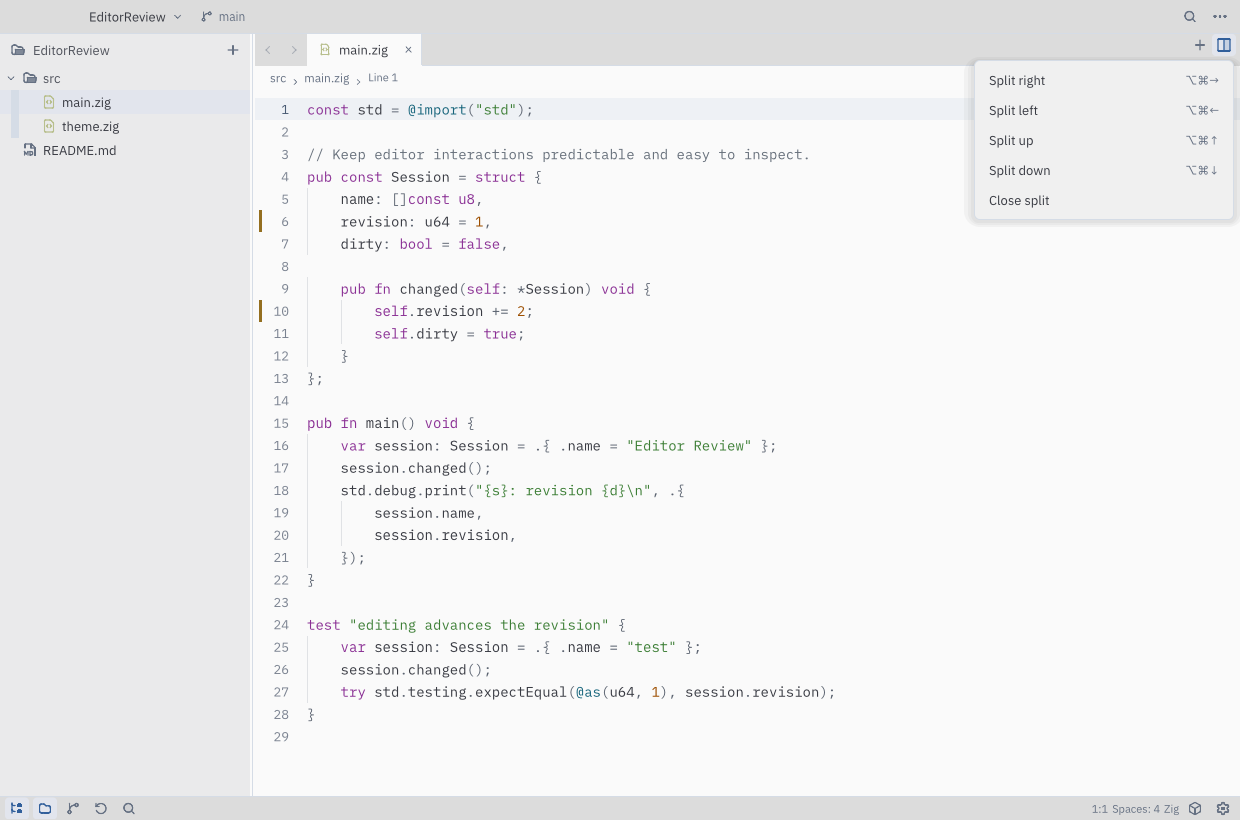 EditorReview main
EditorReview
src
main.zig
theme.zig
README.md
main.zig
src > main.zig > Line 1
1 const std = @import("std");
2
3 // Keep editor interactions predictable and easy to inspect.
4 pub const Session = struct {
5     name: []const u8,
6     revision: u64 = 1,
7     dirty: bool = false,
8
9     pub fn changed(self: *Session) void {
10         self.revision += 2;
11         self.dirty = true;
12     }
13 };
14
15 pub fn main() void {
16     var session: Session = .{ .name = "Editor Review" };
17     session.changed();
18     std.debug.print("{s}: revision {d}\n", .{
19         session.name,
20         session.revision,
21     });
22 }
23
24 test "editing advances the revision" {
25     var session: Session = .{ .name = "test" };
26     session.changed();
27     try std.testing.expectEqual(@as(u64, 1), session.revision);
28 }
29
Split right ⌥⌘→
Split left ⌥⌘←
Split up ⌥⌘↑
Split down ⌥⌘↓
Close split
1:1 Spaces: 4 Zig